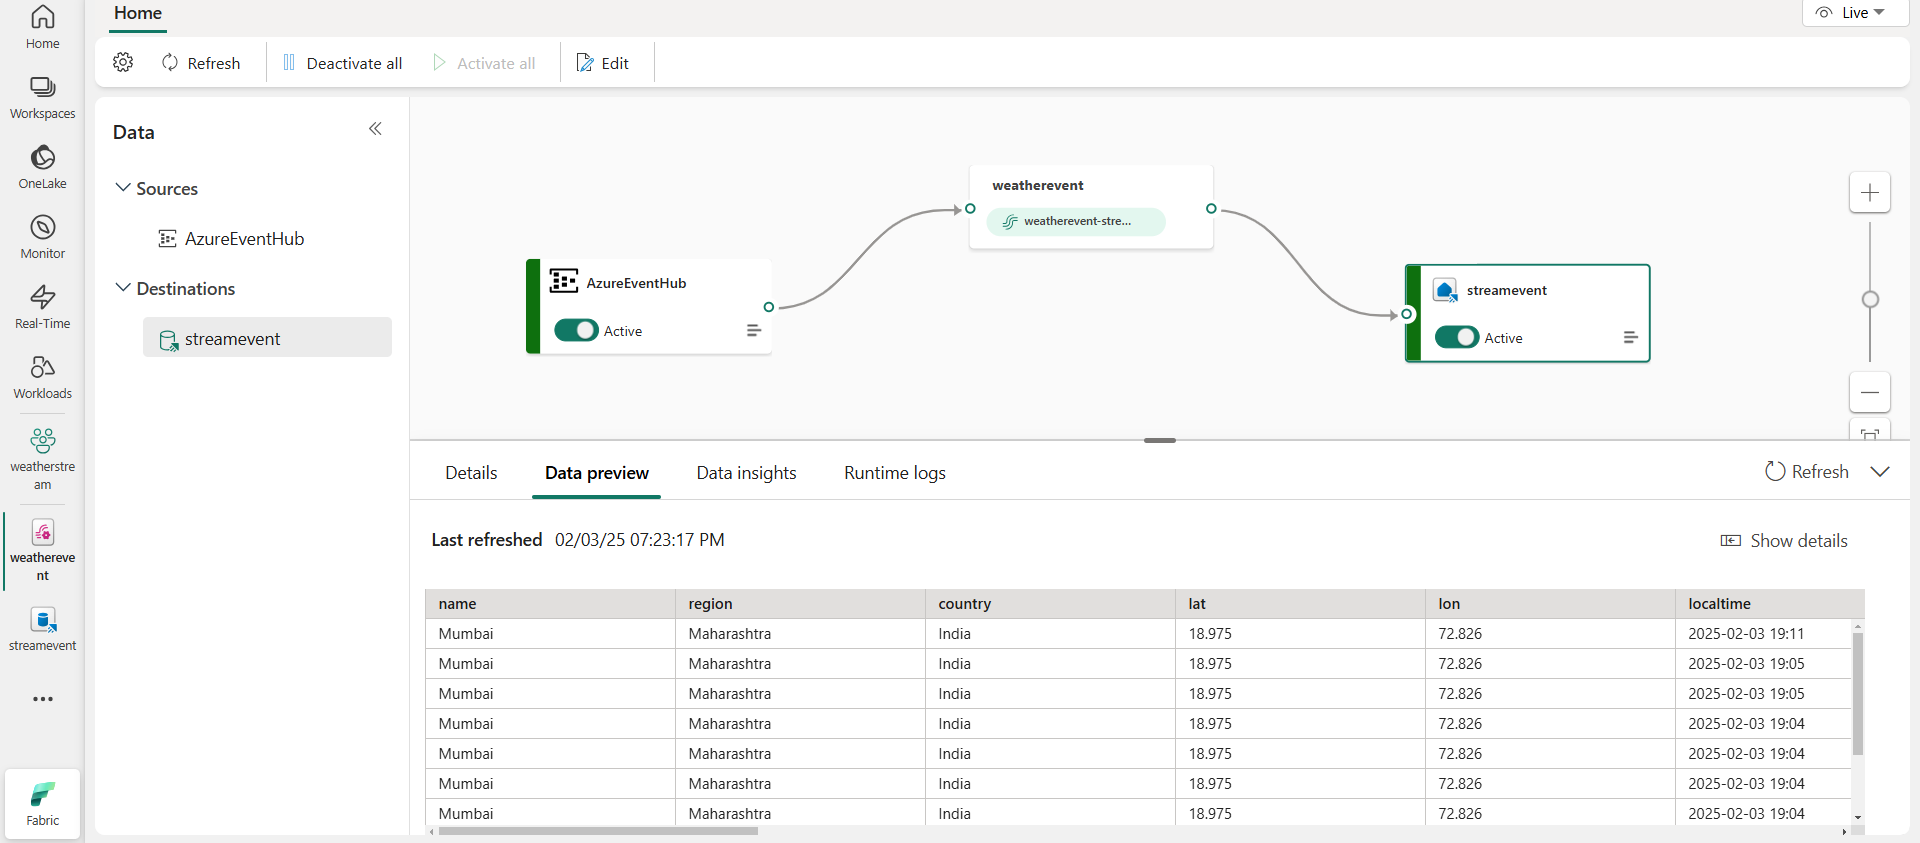 Home
Workspaces
OneLake
Monitor
Real-Time
Workloads
weatherstre
am
weathereve
nt
streamevent
Fabric
Home
Live
Refresh
Deactivate all
Activate all
Edit
Data
Sources
AzureEventHub
Destinations
streamevent
AzureEventHub
Active
weatherevent
weatherevent-stre...
streamevent
Active
Details
Data preview
Data insights
Runtime logs
Refresh
Last refreshed 02/03/25 07:23:17 PM
Show details
name region country lat lon localtime
Mumbai Maharashtra India 18.975 72.826 2025-02-03 19:11
Mumbai Maharashtra India 18.975 72.826 2025-02-03 19:05
Mumbai Maharashtra India 18.975 72.826 2025-02-03 19:05
Mumbai Maharashtra India 18.975 72.826 2025-02-03 19:04
Mumbai Maharashtra India 18.975 72.826 2025-02-03 19:04
Mumbai Maharashtra India 18.975 72.826 2025-02-03 19:04
Mumbai Maharashtra India 18.975 72.826 2025-02-03 19:04